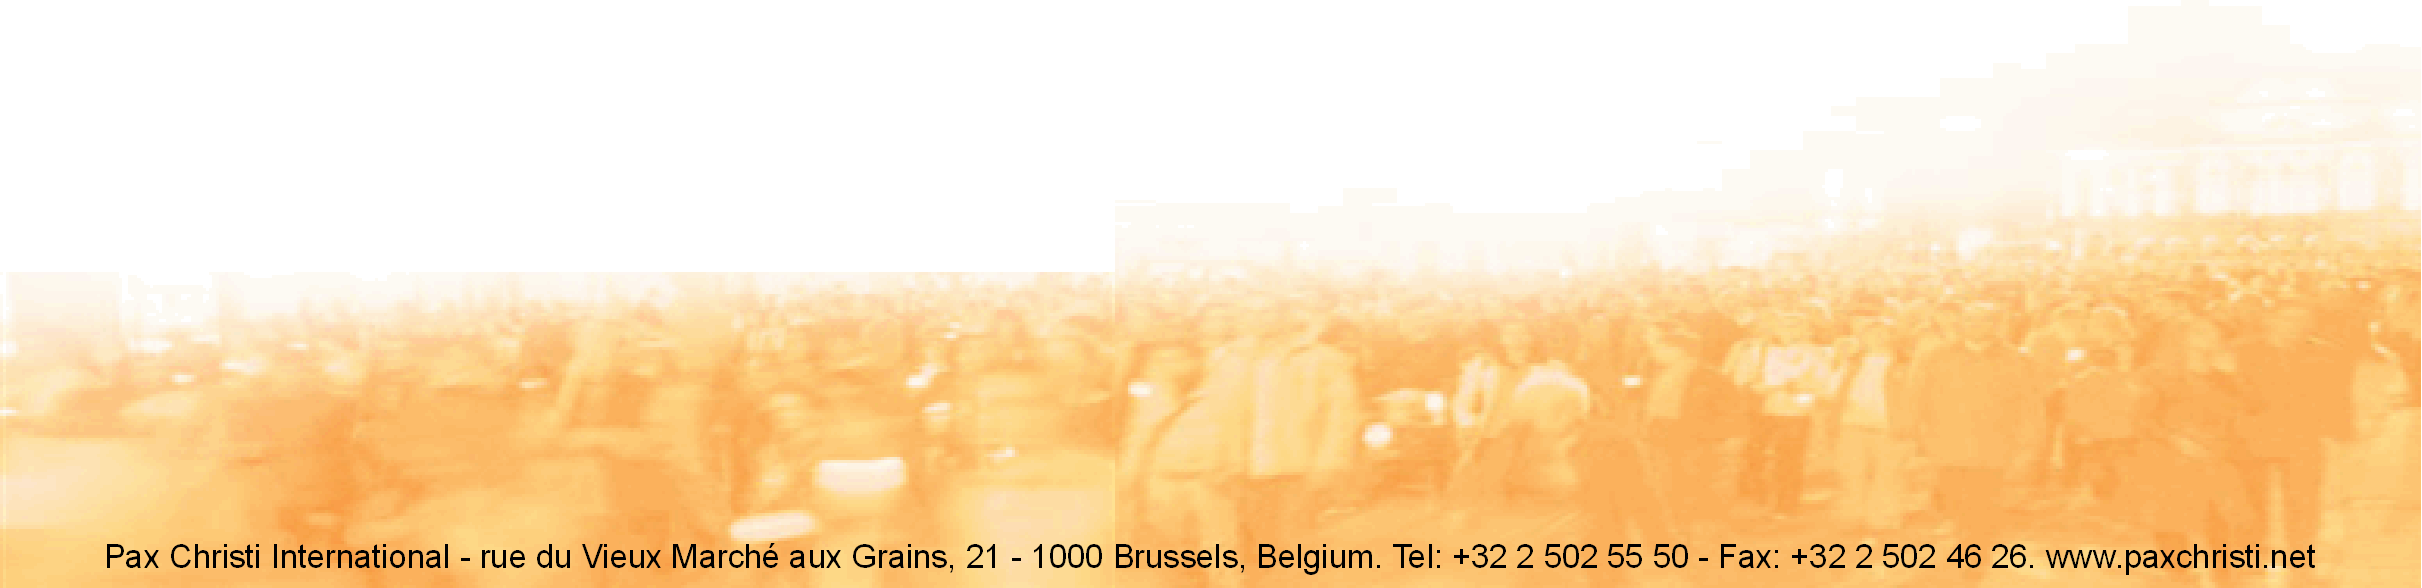 Pax Christi International - rue du Vieux Marché aux Grains, 21 - 1000 Brussels, Belgium. Tel: +32 2 502 55 50 - Fax: +32 2 502 46 26. www.paxchristi.net